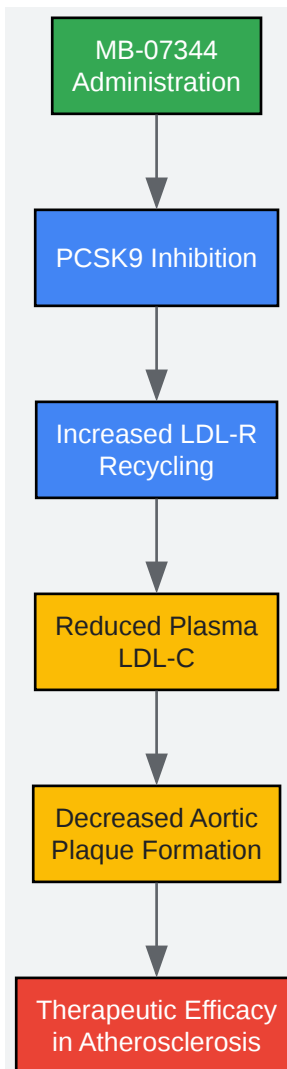 MB-07344
Administration
PCSK9 Inhibition
Increased LDL-R
Recycling
Reduced Plasma
LDL-C
Decreased Aortic
Plaque Formation
Therapeutic Efficacy
in Atherosclerosis